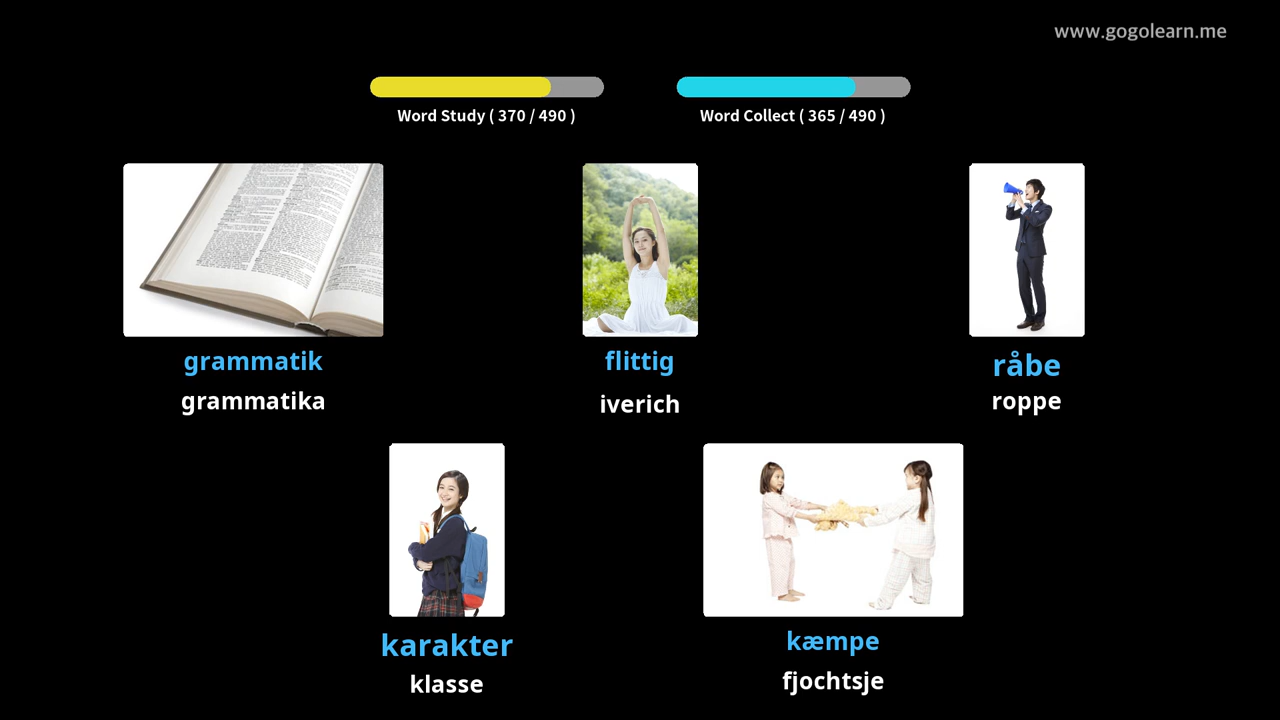 www.gogolearn.me
Word Study ( 370 / 490 )
Word Collect ( 365 / 490 )
grammatik
grammatika
flittig
iverich
råbe
roppe
karakter
klasse
kæmpe
fjochtsje